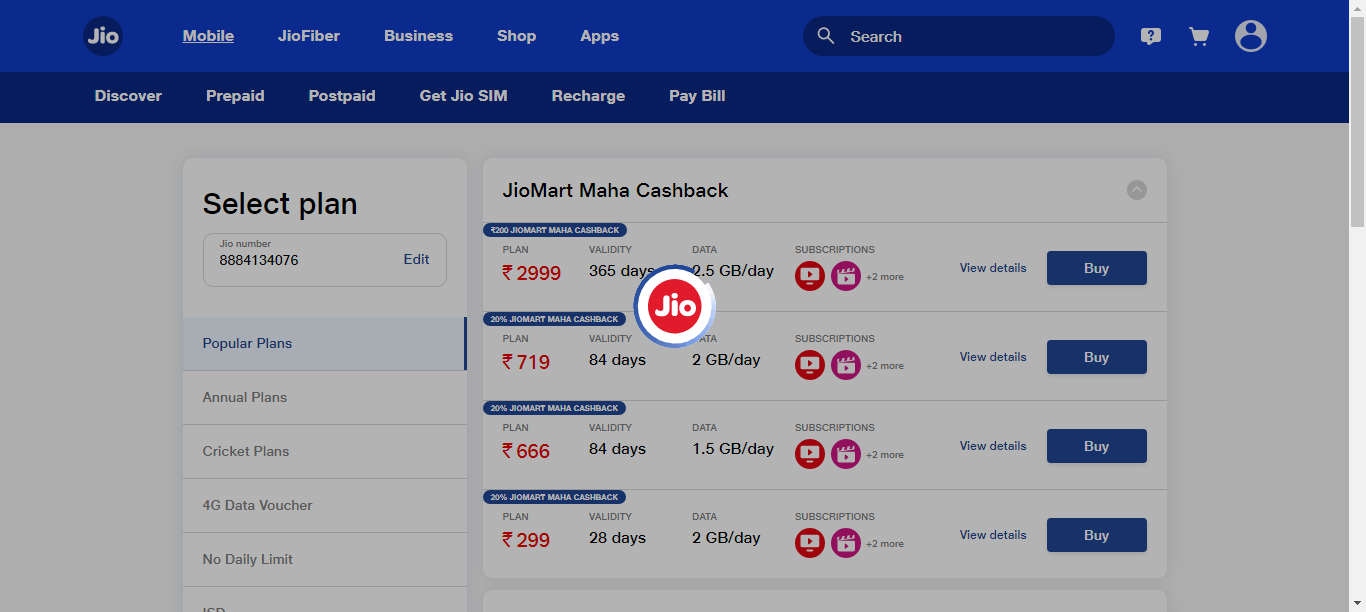 Jio
Mobile
JioFiber
Business
Shop
Apps
Search
Discover
Prepaid
Postpaid
Get Jio SIM
Recharge
Pay Bill
Select plan
Jio number
8884134076
Edit
Popular Plans
Annual Plans
Cricket Plans
4G Data Voucher
No Daily Limit
ISD
JioMart Maha Cashback
₹200 JIOMART MAHA CASHBACK
PLAN VALIDITY DATA SUBSCRIPTIONS
₹ 2999 365 days 2.5 GB/day +2 more View details Buy
Jio
20% JIOMART MAHA CASHBACK
PLAN VALIDITY DATA SUBSCRIPTIONS
₹ 719 84 days 2 GB/day +2 more View details Buy
20% JIOMART MAHA CASHBACK
PLAN VALIDITY DATA SUBSCRIPTIONS
₹ 666 84 days 1.5 GB/day +2 more View details Buy
20% JIOMART MAHA CASHBACK
PLAN VALIDITY DATA SUBSCRIPTIONS
₹ 299 28 days 2 GB/day +2 more View details Buy